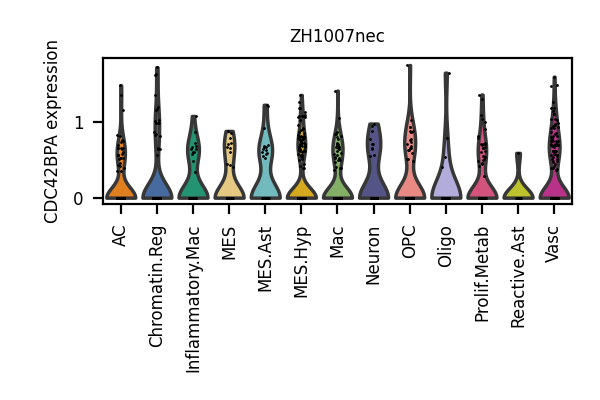 ZH1007nec
CDC42BPA expression
1
0
AC
Chromatin.Reg
Inflammatory.Mac
MES
MES.Ast
MES.Hyp
Mac
Neuron
OPC
Oligo
Prolif.Metab
Reactive.Ast
Vasc